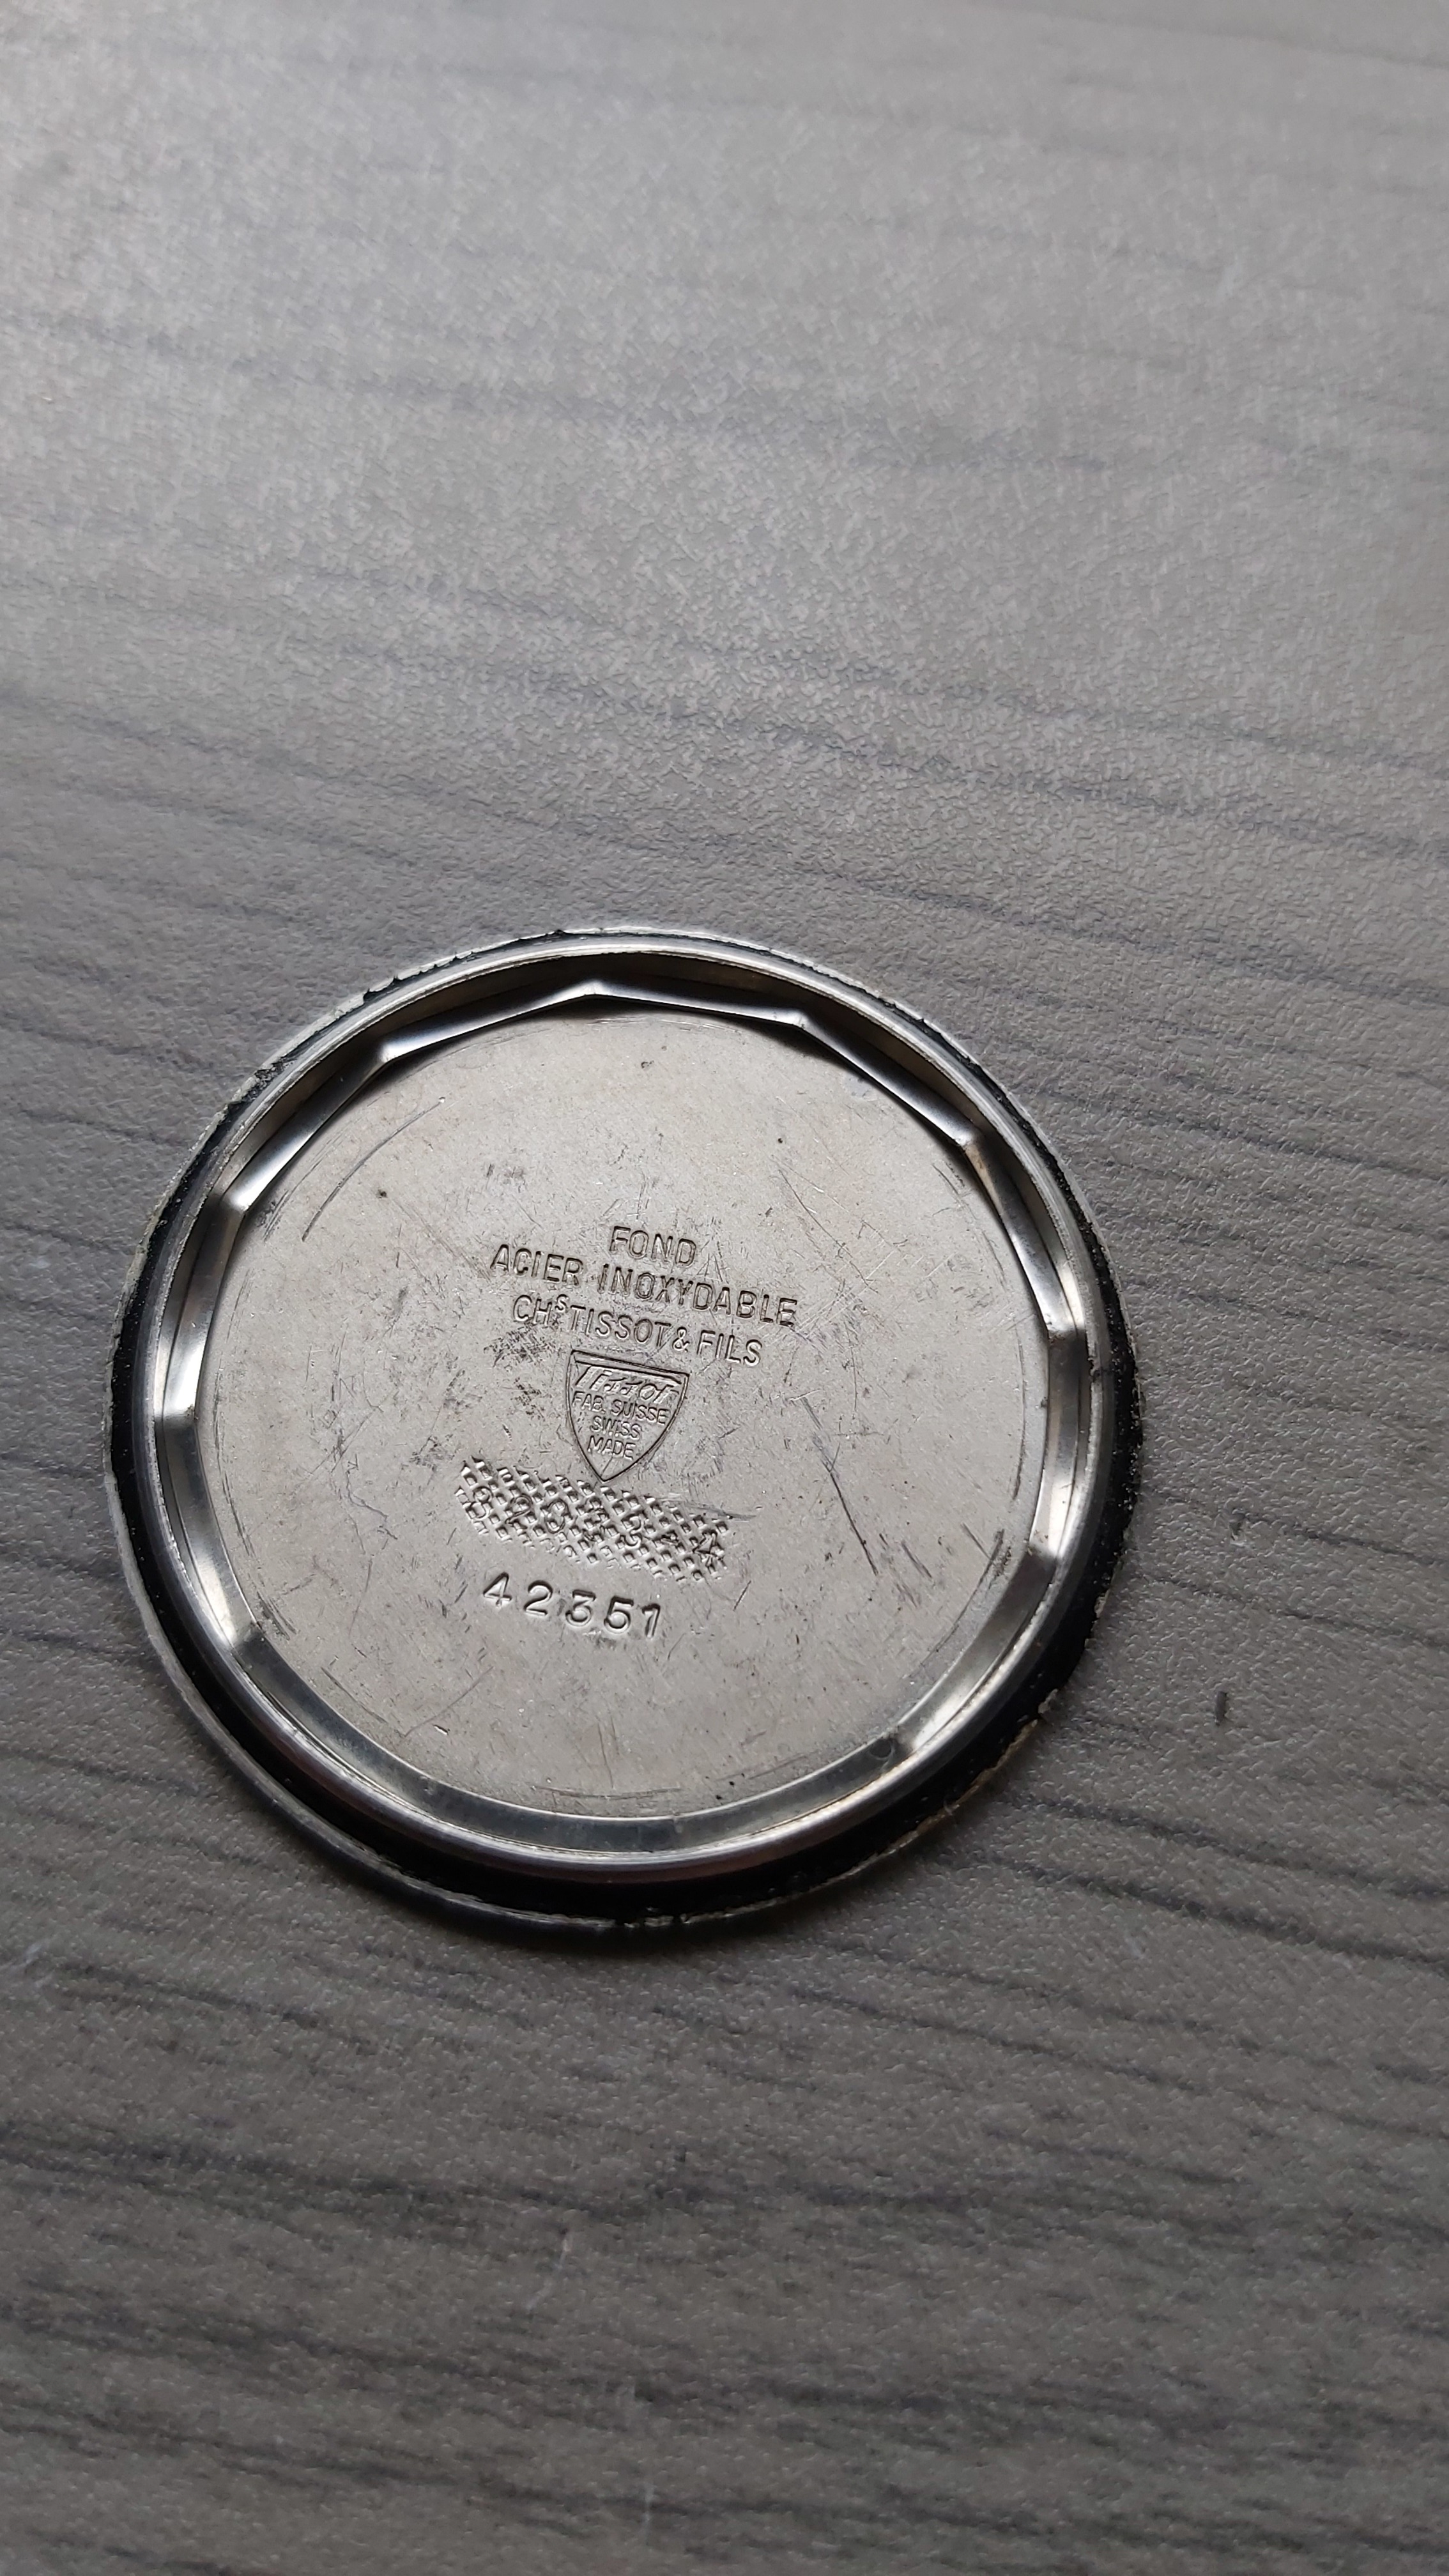 FOND
ACIER INOXYDABLE
CHS TISSOT & FILS
Tissot
FAB. SUISSE
SWISS
MADE
42351